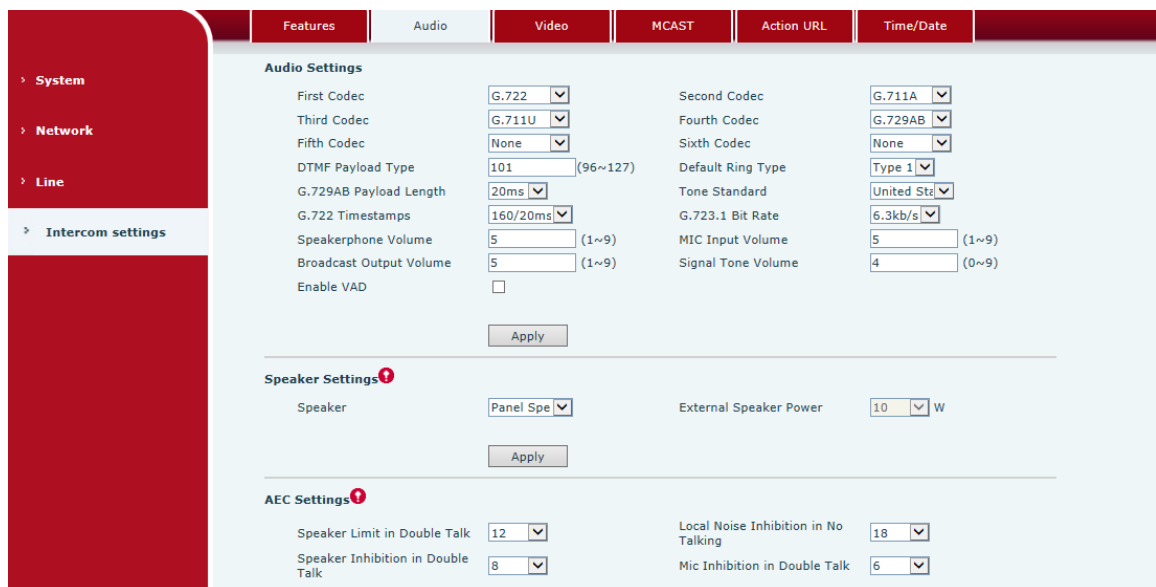 Features Audio Video MCAST Action URL Time/Date
System
Network
Line
Intercom settings
Audio Settings
First Codec G.722 Second Codec G.711A
Third Codec G.711U Fourth Codec G.729AB
Fifth Codec None Sixth Codec None
DTMF Payload Type 101 (96~127) Default Ring Type Type 1
G.729AB Payload Length 20ms Tone Standard United Sta
G.722 Timestamps 160/20ms G.723.1 Bit Rate 6.3kb/s
Speakerphone Volume 5 (1~9) MIC Input Volume 5 (1~9)
Broadcast Output Volume 5 (1~9) Signal Tone Volume 4 (0~9)
Enable VAD
Apply
Speaker Settings
Speaker Panel Spe External Speaker Power 10 W
Apply
AEC Settings
Speaker Limit in Double Talk 12 Local Noise Inhibition in No
Talking 18
Speaker Inhibition in Double
Talk 8 Mic Inhibition in Double Talk 6